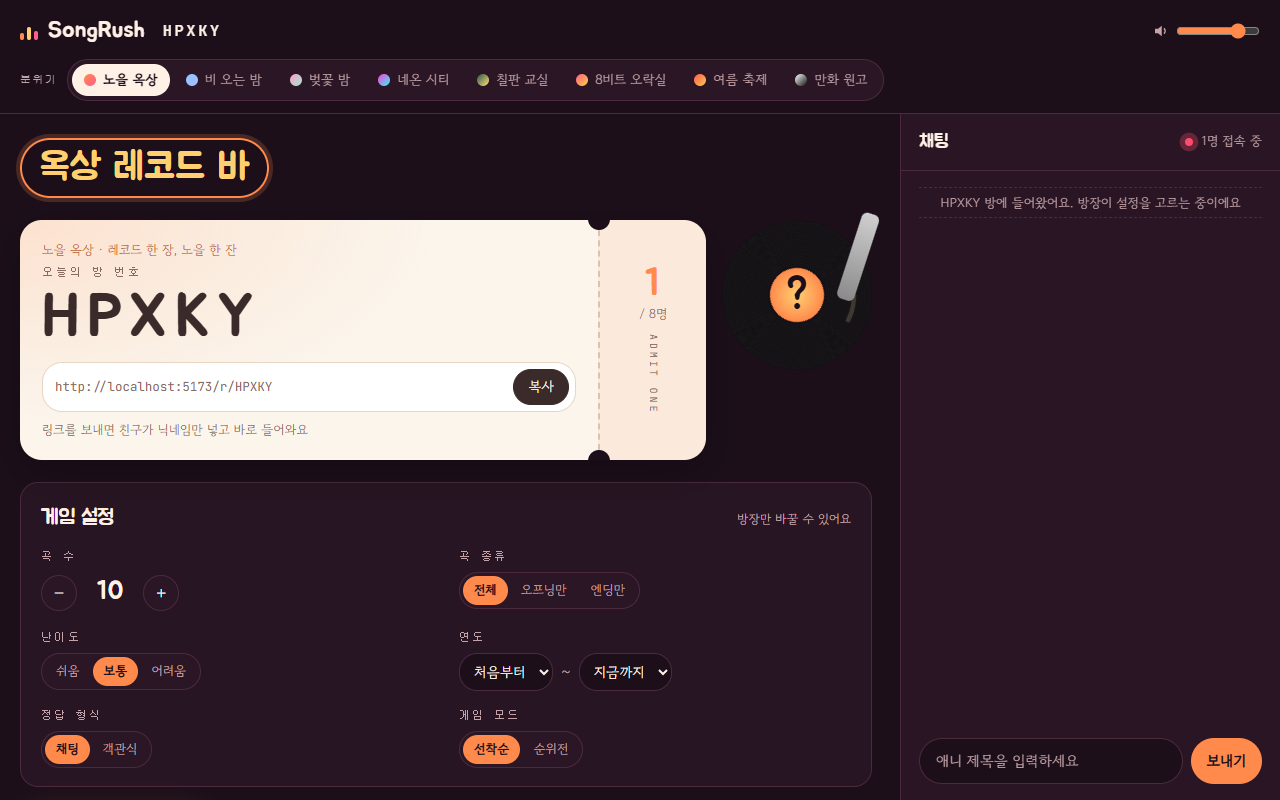 SongRush HPXKY
분위기 노을 옥상 비 오는 밤 벚꽃 밤 네온 시티 칠판 교실 8비트 오락실 여름 축제 만화 원고
옥상 레코드 바
노을 옥상 · 레코드 한 장, 노을 한 잔
오늘의 방 번호
HPXKY
http://localhost:5173/r/HPXKY 복사
링크를 보내면 친구가 닉네임만 넣고 바로 들어와요
1
/ 8명
ADMIT ONE
?
게임 설정 방장만 바꿀 수 있어요
곡 수
− 10 +
곡 종류
전체 오프닝만 엔딩만
난이도
쉬움 보통 어려움
연도
처음부터 ~ 지금까지
정답 형식
채팅 객관식
게임 모드
선착순 순위전
채팅 1명 접속 중
HPXKY 방에 들어왔어요. 방장이 설정을 고르는 중이에요
애니 제목을 입력하세요 보내기